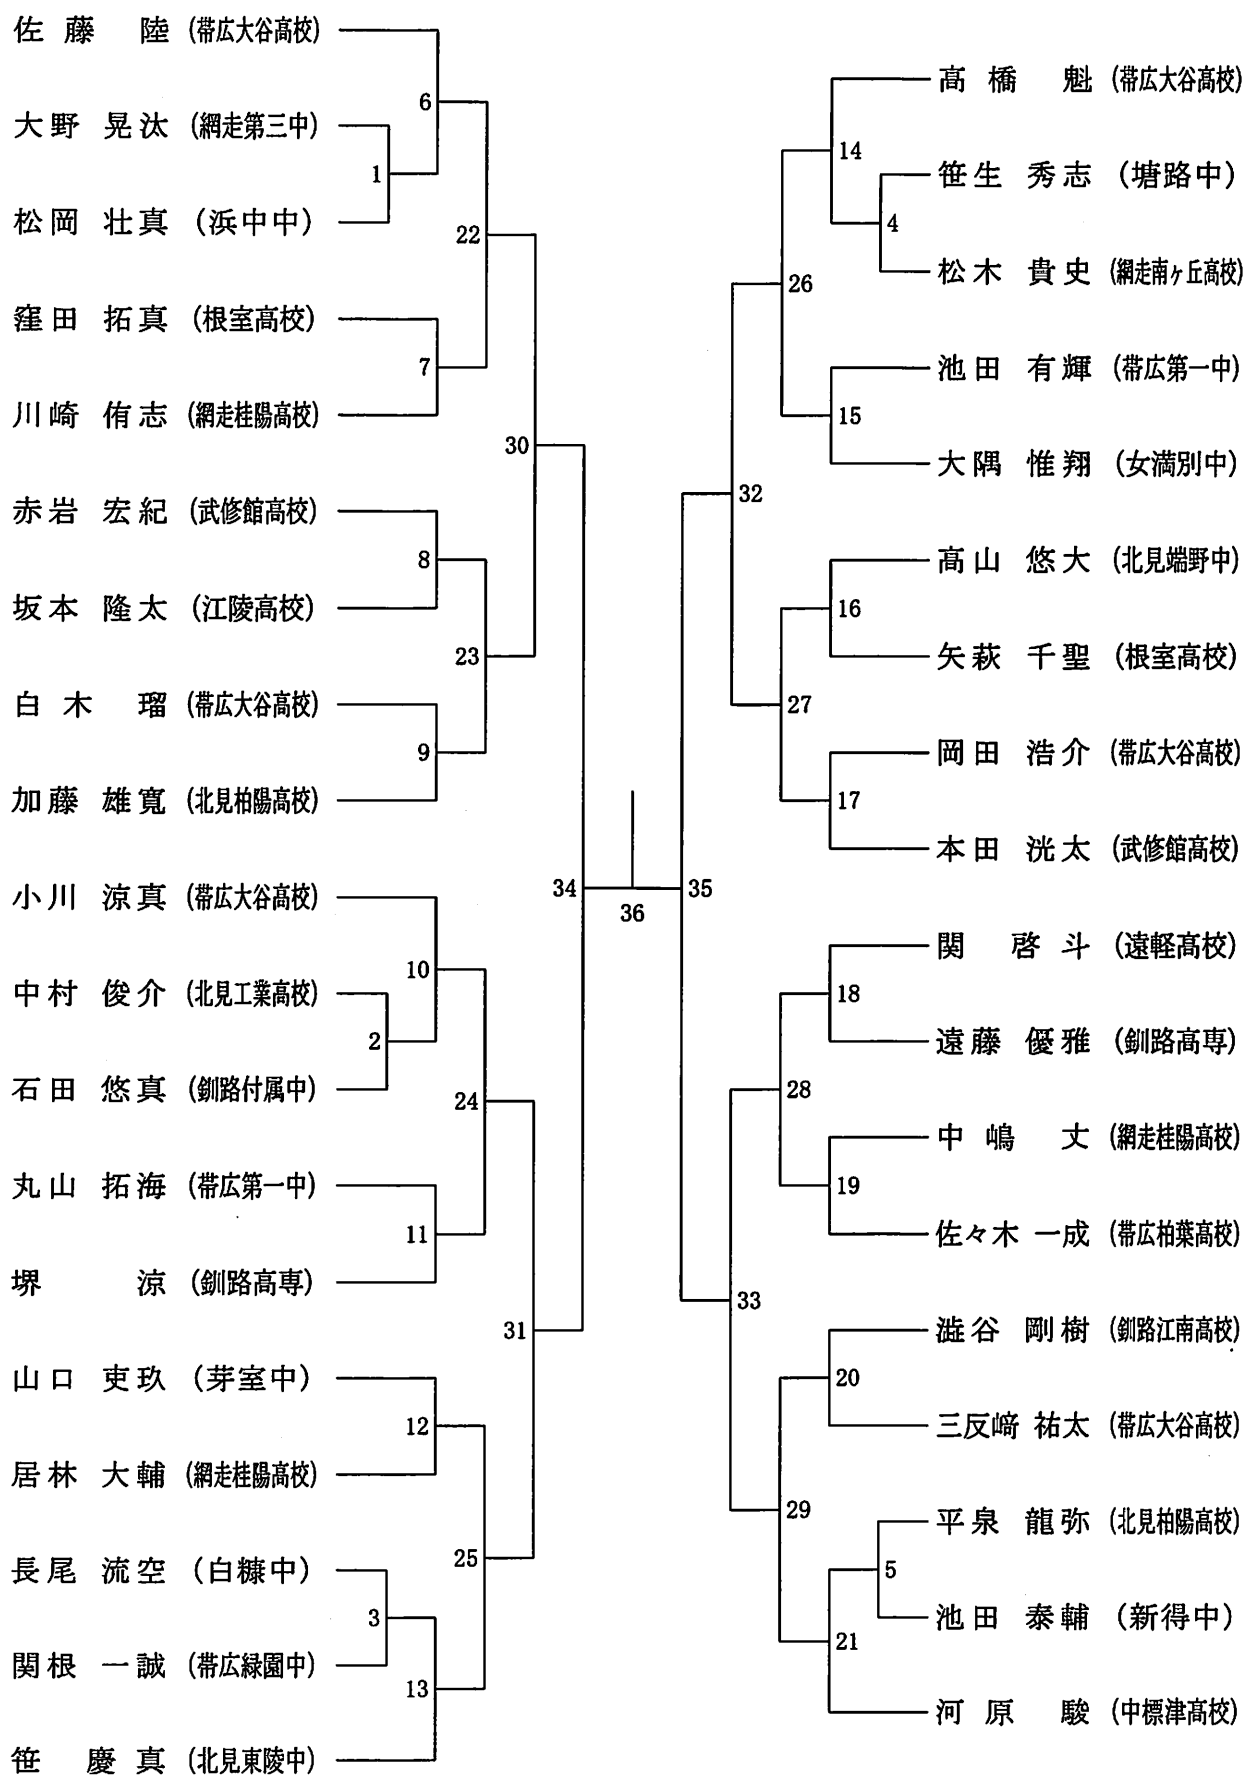 佐藤 陸 (帯広大谷高校)
大野 晃汰 (網走第三中)
松岡 壮真 (浜中中)
窪田 拓真 (根室高校)
川崎 侑志 (網走桂陽高校)
赤岩 宏紀 (武修館高校)
坂本 隆太 (江陵高校)
白木 瑠 (帯広大谷高校)
加藤 雄寛 (北見柏陽高校)
小川 涼真 (帯広大谷高校)
中村 俊介 (北見工業高校)
石田 悠真 (釧路付属中)
丸山 拓海 (帯広第一中)
堺 涼 (釧路高専)
山口 吏玖 (芽室中)
居林 大輔 (網走桂陽高校)
長尾 流空 (白糠中)
関根 一誠 (帯広緑園中)
笹 慶真 (北見東陵中)
1
2
3
6
7
8
9
10
11
12
13
22
23
24
25
30
31
34
36
35
32
33
26
27
28
29
14
15
16
17
18
19
20
21
4
5
高橋 魁 (帯広大谷高校)
笹生 秀志 (塘路中)
松木 貴史 (網走南ヶ丘高校)
池田 有輝 (帯広第一中)
大隅 惟翔 (女満別中)
高山 悠大 (北見端野中)
矢萩 千聖 (根室高校)
岡田 浩介 (帯広大谷高校)
本田 洸太 (武修館高校)
関 啓斗 (遠軽高校)
遠藤 優雅 (釧路高専)
中嶋 丈 (網走桂陽高校)
佐々木 一成 (帯広柏葉高校)
澁谷 剛樹 (釧路江南高校)
三反﨑 祐太 (帯広大谷高校)
平泉 龍弥 (北見柏陽高校)
池田 泰輔 (新得中)
河原 駿 (中標津高校)